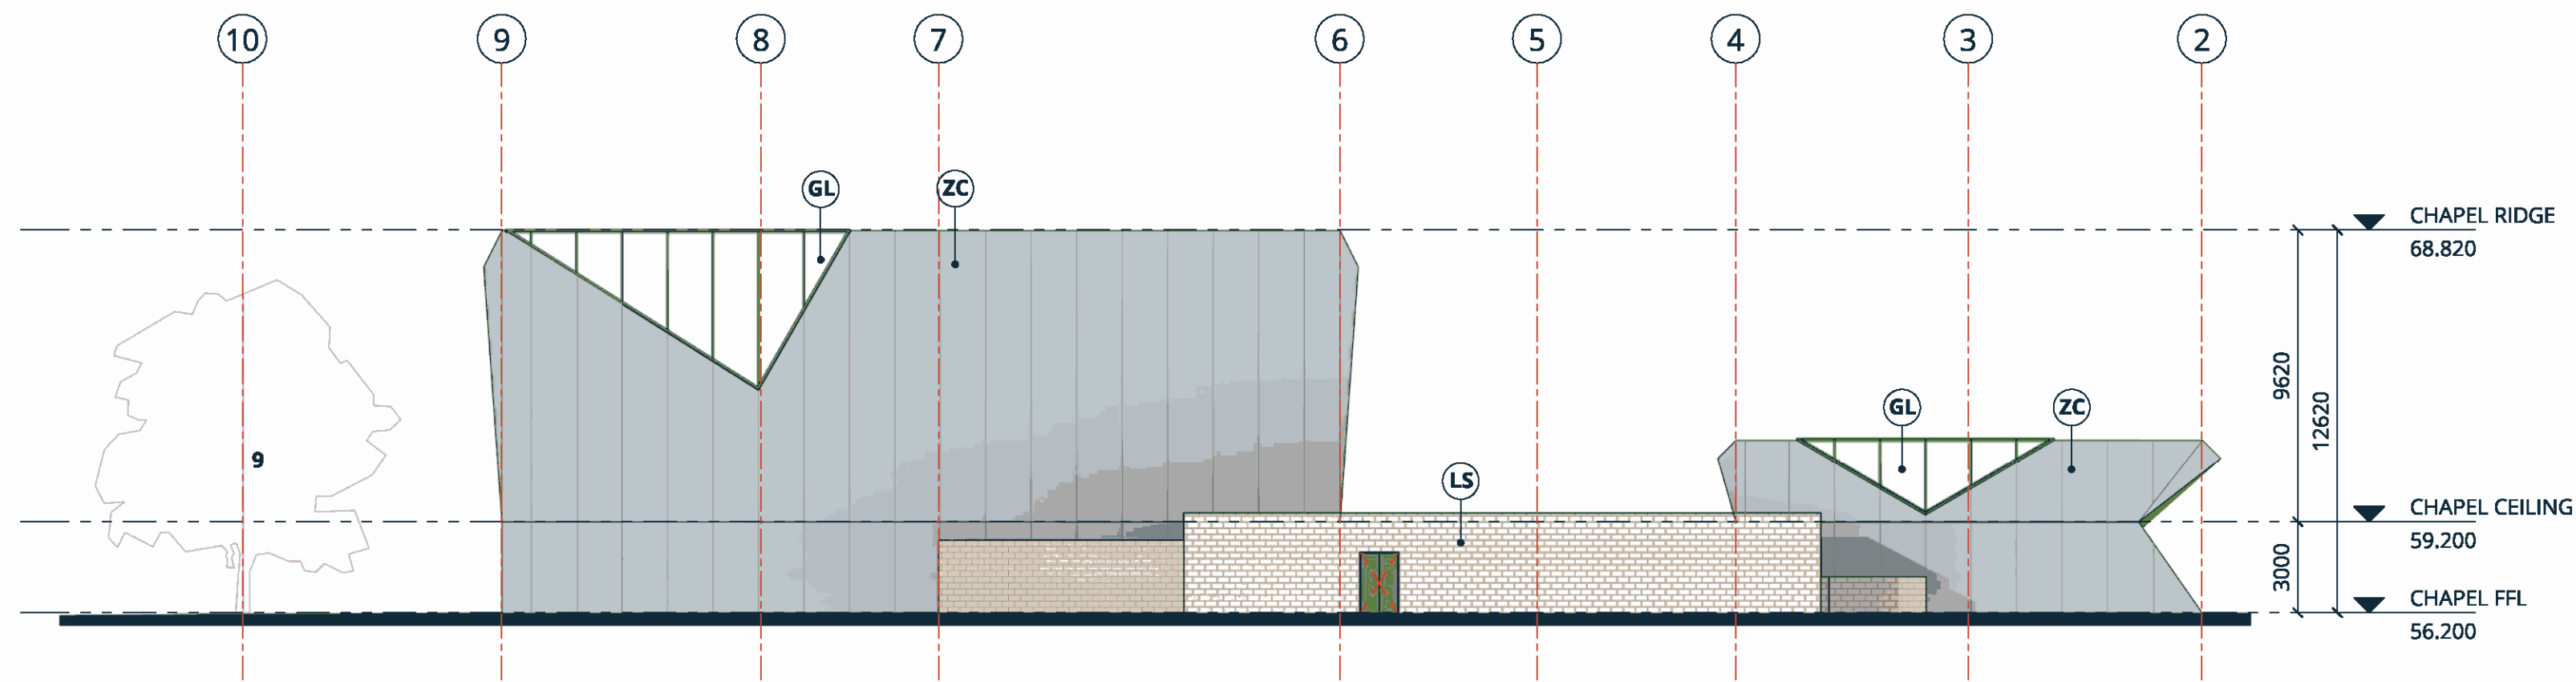 10 9 8 7 6 5 4 3 2
GL ZC
CHAPEL RIDGE
68.820
9620
12620
GL ZC
9
LS
CHAPEL CEILING
59.200
3000
CHAPEL FFL
56.200